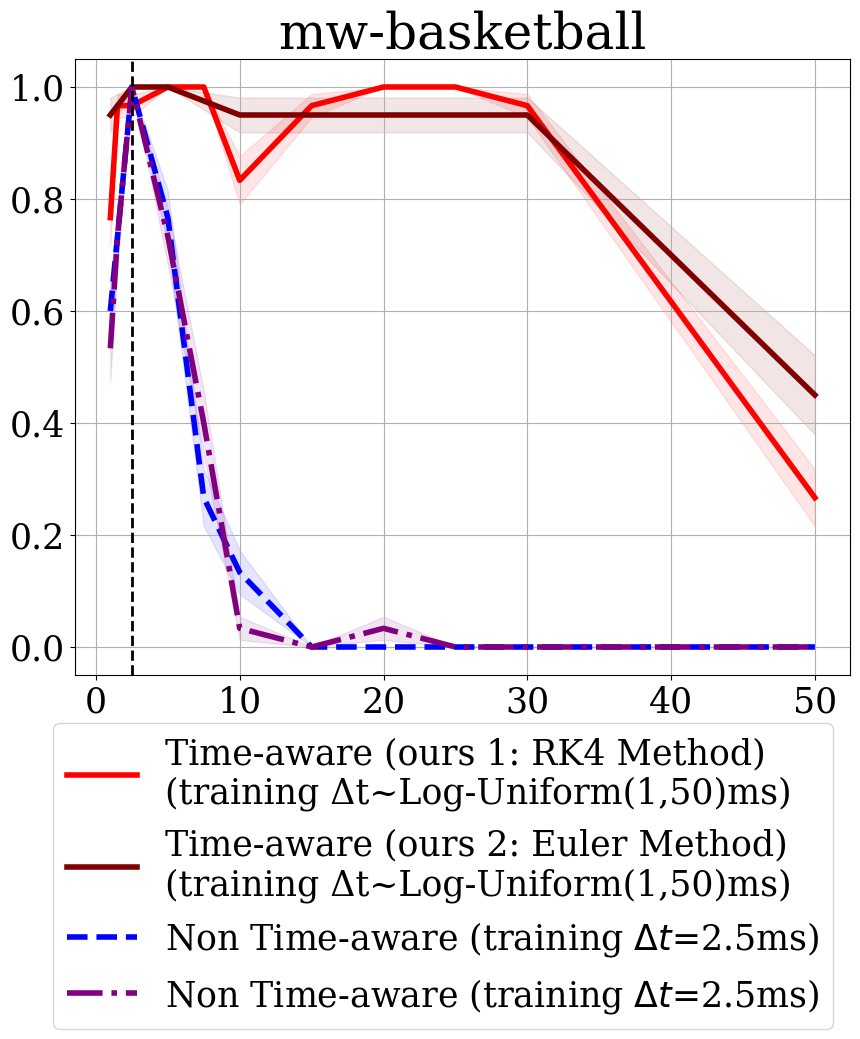 mw-basketball
1.0
0.8
0.6
0.4
0.2
0.0
0 10 20 30 40 50
Time-aware (ours 1: RK4 Method)
(training Δt~Log-Uniform(1,50)ms)
Time-aware (ours 2: Euler Method)
(training Δt~Log-Uniform(1,50)ms)
Non Time-aware (training Δt=2.5ms)
Non Time-aware (training Δt=2.5ms)